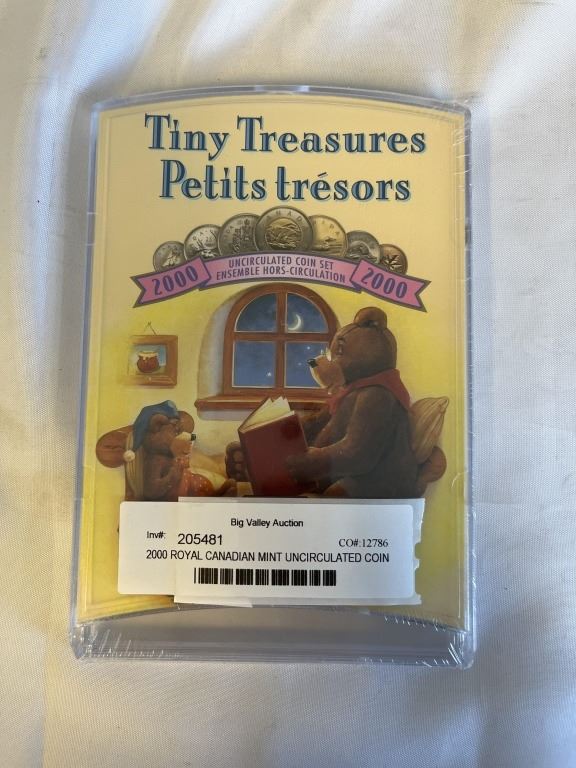 Tiny Treasures
Petits trésors
CANADA
2000 UNCIRCULATED COIN SET 2000
ENSEMBLE HORS-CIRCULATION
Big Valley Auction
Inv#: 205481 CO#:12786
2000 ROYAL CANADIAN MINT UNCIRCULATED COIN